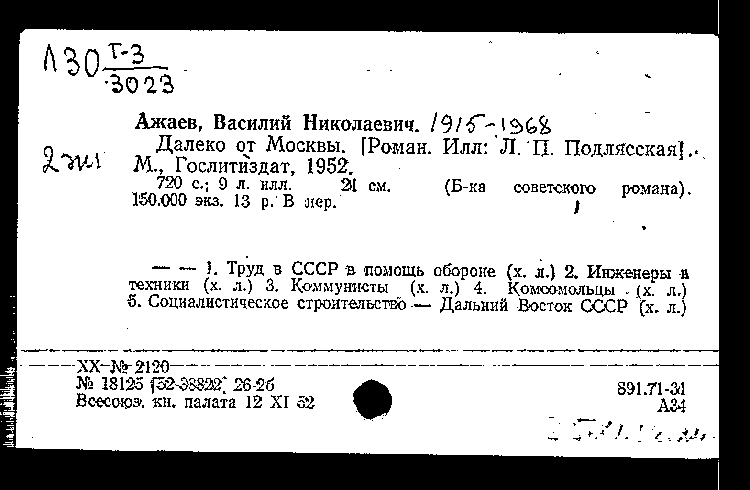 Л30 Т-3
3023
Ажаев, Василий Николаевич. 1915-1968
Далеко от Москвы. [Роман. Илл: Л. П. Подлясская].
2 экз
М., Гослитиздат, 1952.
720 с.; 9 л. илл. 21 см. (Б-ка советского романа).
150.000 экз. 13 р. В пер.
— — 1. Труд в СССР в помощь обороне (х. л.) 2. Инженеры и
техники (х. л.) 3. Коммунисты (х. л.) 4. Комсомольцы (х. л.)
5. Социалистическое строительство — Дальний Восток СССР (х. л.)
XX № 2120
№ 18125 [52-38822] 26-26
Всесоюз. кн. палата 12 XI 52
891.71-31
А34